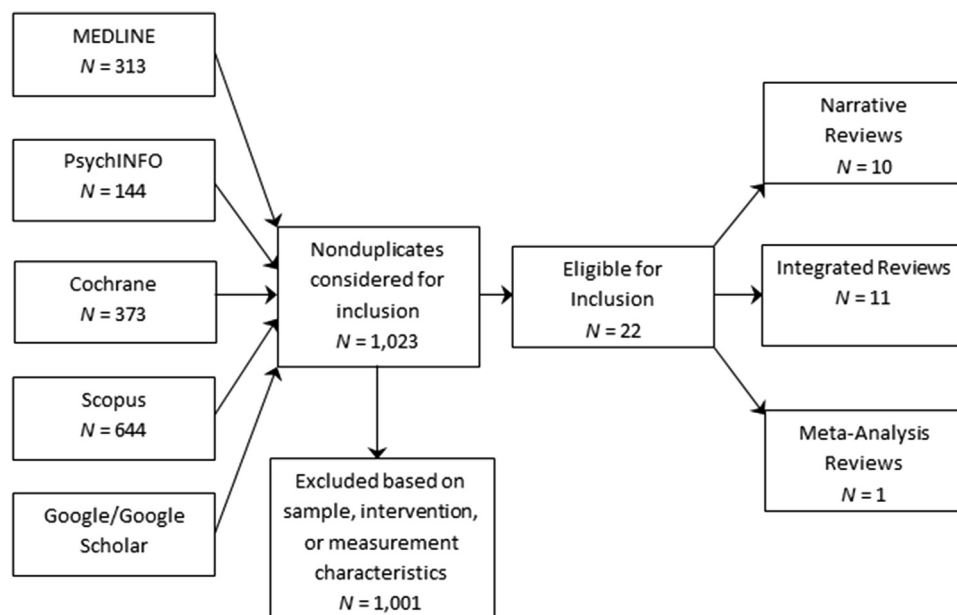 MEDLINE
N = 313
PsychINFO
N = 144
Cochrane
N = 373
Scopus
N = 644
Google/Google
Scholar
Nonduplicates
considered for
inclusion
N = 1,023
Excluded based on
sample, intervention,
or measurement
characteristics
N = 1,001
Eligible for
Inclusion
N = 22
Narrative
Reviews
N = 10
Integrated Reviews
N = 11
Meta-Analysis
Reviews
N = 1